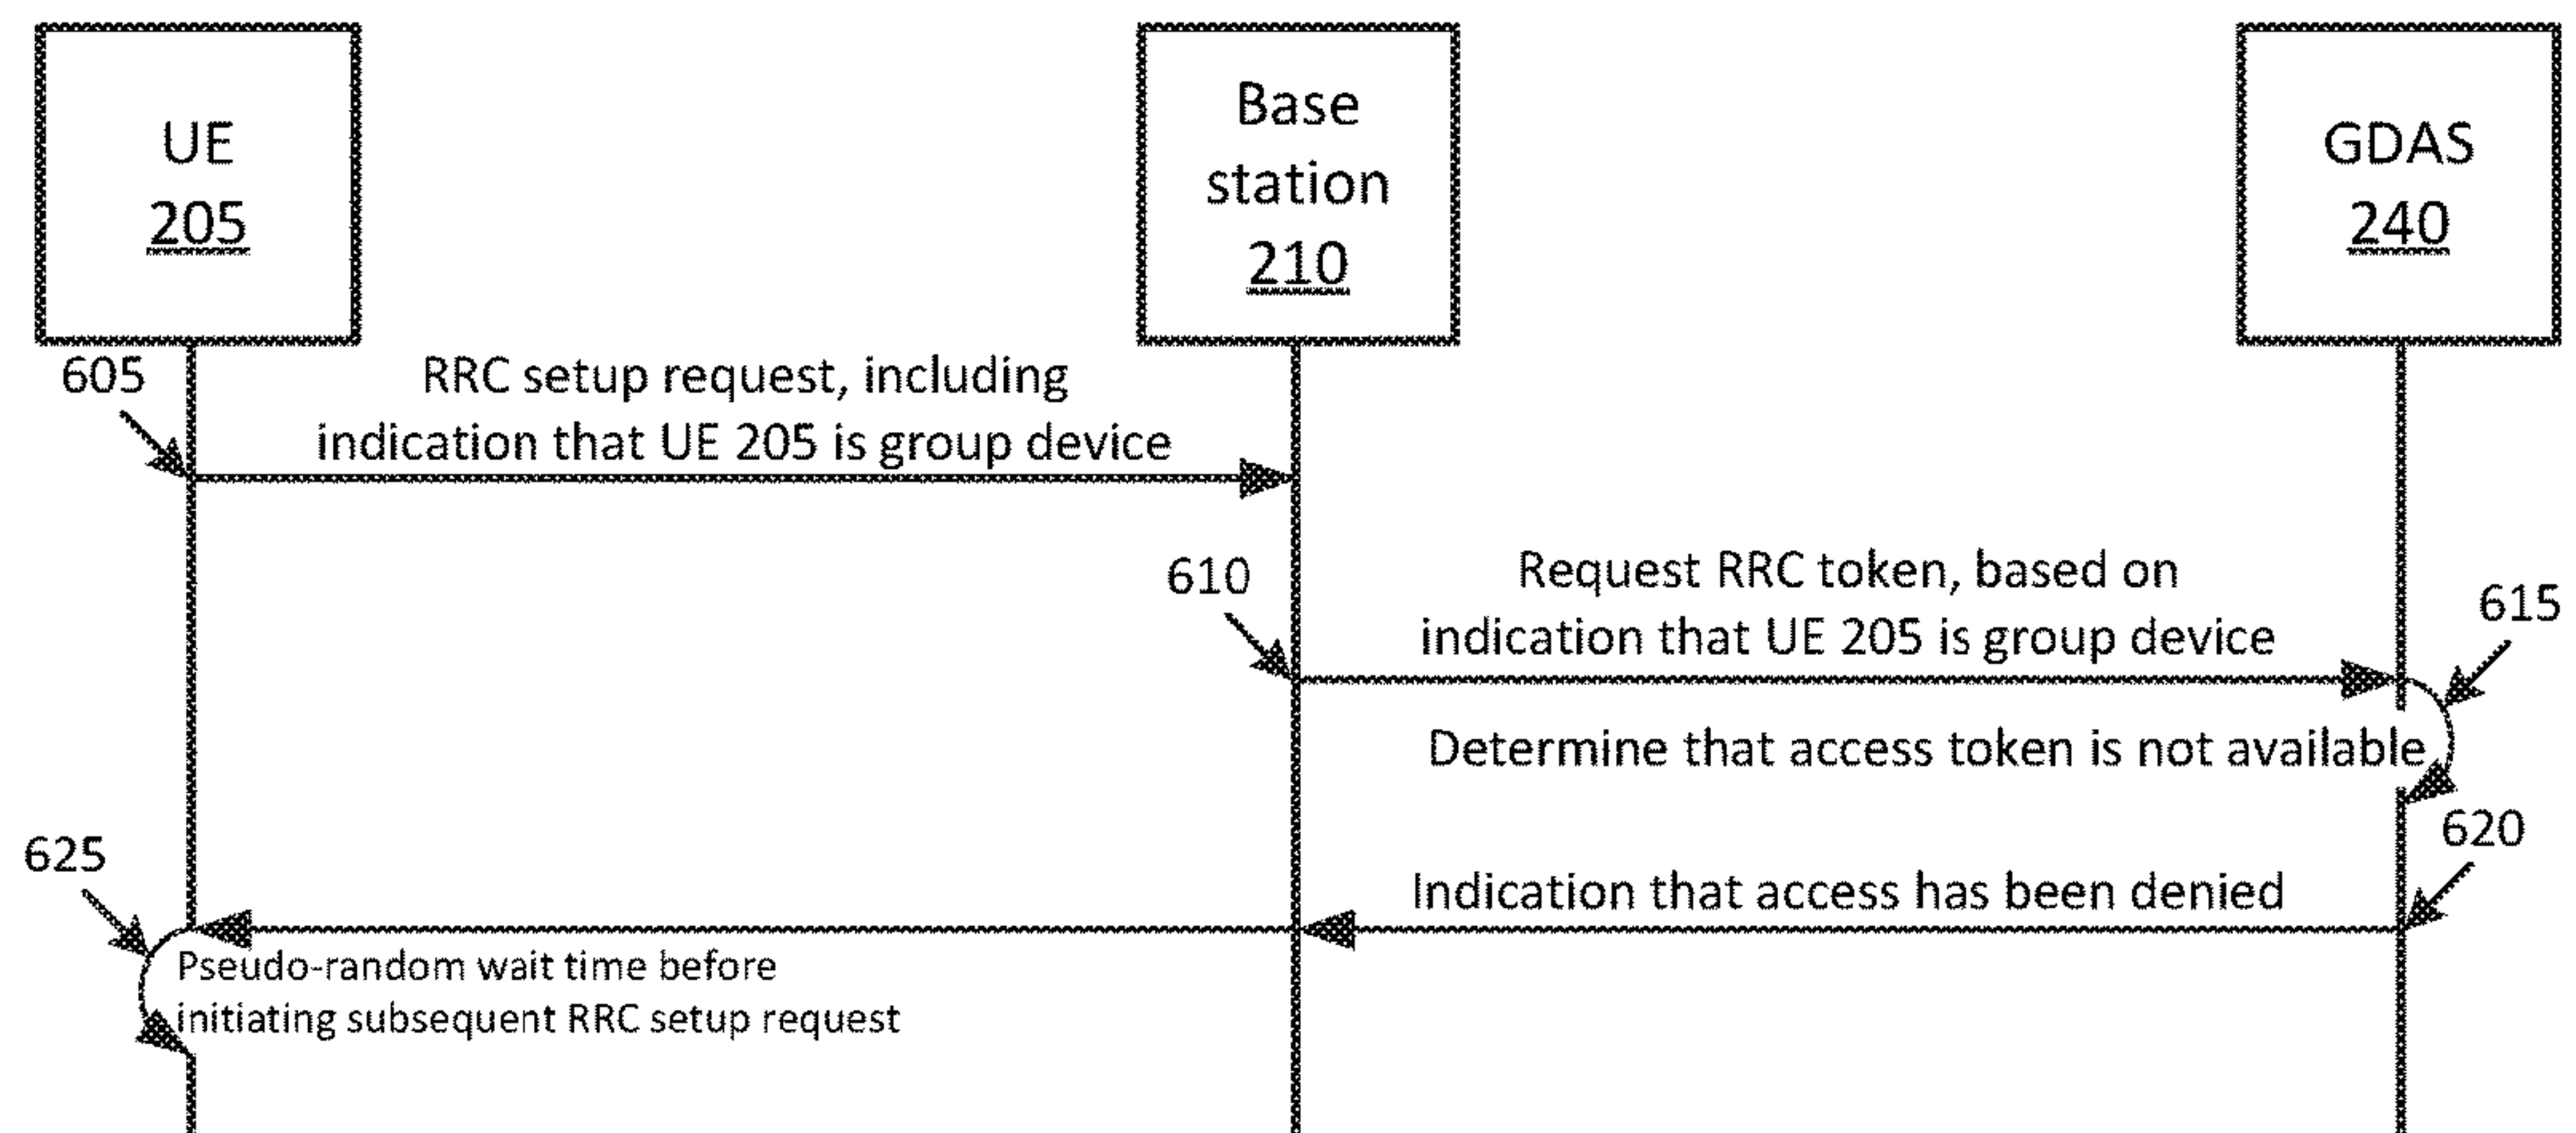 UE
205
Base
station
210
GDAS
240
605
RRC setup request, including
indication that UE 205 is group device
610
Request RRC token, based on
indication that UE 205 is group device
615
Determine that access token is not available
620
Indication that access has been denied
625
Pseudo-random wait time before
initiating subsequent RRC setup request